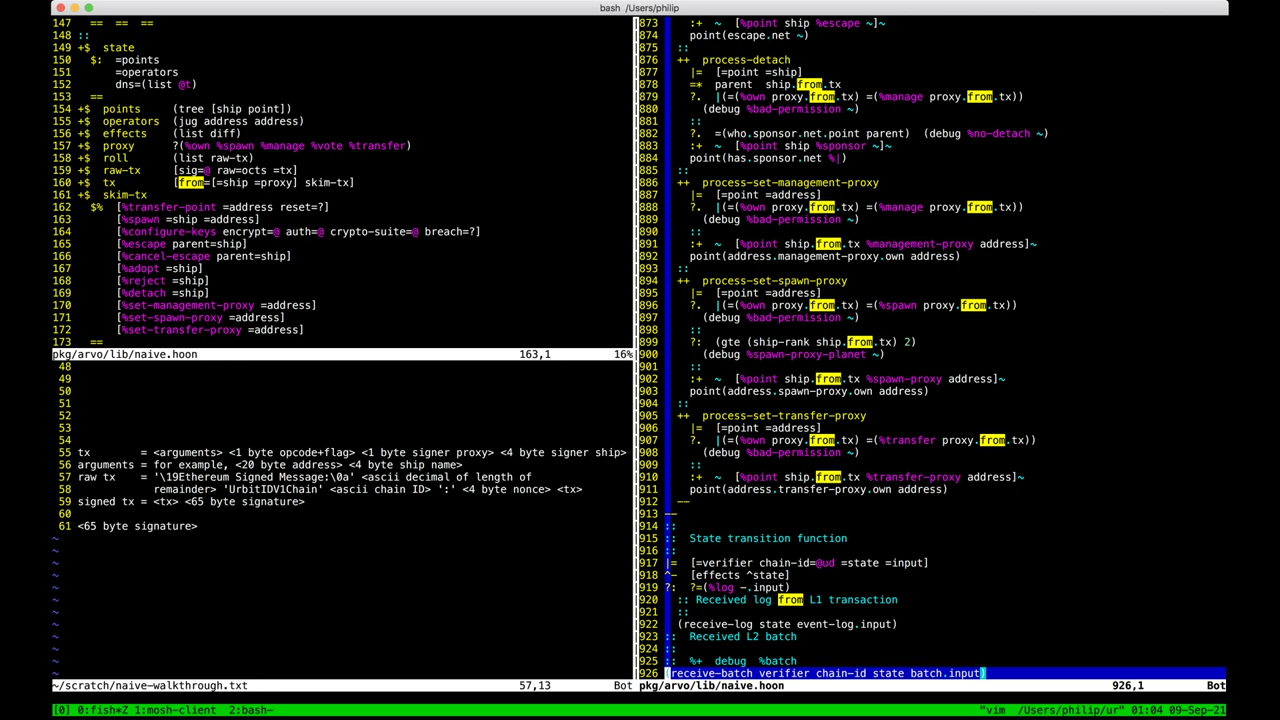 bash /Users/philip
147   ==  ==  ==
148 ::
149 +$  state
150   $:  =points
151       =operators
152       dns=(list @t)
153   ==
154 +$  points     (tree [ship point])
155 +$  operators  (jug address address)
156 +$  effects    (list diff)
157 +$  proxy      ?(%own %spawn %manage %vote %transfer)
158 +$  roll       (list raw-tx)
159 +$  raw-tx     [sig=@ raw=octs =tx]
160 +$  tx         [from=[=ship =proxy] skim-tx]
161 +$  skim-tx
162   $%  [%transfer-point =address reset=?]
163       [%spawn =ship =address]
164       [%configure-keys encrypt=@ auth=@ crypto-suite=@ breach=?]
165       [%escape parent=ship]
166       [%cancel-escape parent=ship]
167       [%adopt =ship]
168       [%reject =ship]
169       [%detach =ship]
170       [%set-management-proxy =address]
171       [%set-spawn-proxy =address]
172       [%set-transfer-proxy =address]
173   ==
pkg/arvo/lib/naive.hoon 163,1 16%
48
49
50
51
52
53
54
55 tx        = <arguments> <1 byte opcode+flag> <1 byte signer proxy> <4 byte signer ship>
56 arguments = for example, <20 byte address> <4 byte ship name>
57 raw tx    = '\19Ethereum Signed Message:\0a' <ascii decimal of length of
58             remainder> 'UrbitIDV1Chain' <ascii chain ID> ':' <4 byte nonce> <tx>
59 signed tx = <tx> <65 byte signature>
60
61 <65 byte signature>
~
~
~
~
~
~
~
~
~
~
~
~
~/scratch/naive-walkthrough.txt 57,13 Bot
873     :+  ~  [%point ship %escape ~]~
874     point(escape.net ~)
875   ::
876   ++  process-detach
877     |=  [=point =ship]
878     =*  parent  ship.from.tx
879     ?.  |(=(%own proxy.from.tx) =(%manage proxy.from.tx))
880       (debug %bad-permission ~)
881     ::
882     ?.  =(who.sponsor.net.point parent)  (debug %no-detach ~)
883     :+  ~  [%point ship %sponsor ~]~
884     point(has.sponsor.net %|)
885   ::
886   ++  process-set-management-proxy
887     |=  [=point =address]
888     ?.  |(=(%own proxy.from.tx) =(%manage proxy.from.tx))
889       (debug %bad-permission ~)
890     ::
891     :+  ~  [%point ship.from.tx %management-proxy address]~
892     point(address.management-proxy.own address)
893   ::
894   ++  process-set-spawn-proxy
895     |=  [=point =address]
896     ?.  |(=(%own proxy.from.tx) =(%spawn proxy.from.tx))
897       (debug %bad-permission ~)
898     ::
899     ?:  (gte (ship-rank ship.from.tx) 2)
900       (debug %spawn-proxy-planet ~)
901     ::
902     :+  ~  [%point ship.from.tx %spawn-proxy address]~
903     point(address.spawn-proxy.own address)
904   ::
905   ++  process-set-transfer-proxy
906     |=  [=point =address]
907     ?.  |(=(%own proxy.from.tx) =(%transfer proxy.from.tx))
908       (debug %bad-permission ~)
909     ::
910     :+  ~  [%point ship.from.tx %transfer-proxy address]~
911     point(address.transfer-proxy.own address)
912   --
913 --
914 ::
915 ::  State transition function
916 ::
917 |=  [=verifier chain-id=@ud =state =input]
918 ^-  [effects ^state]
919 ?:  ?=(%log -.input)
920   :: Received log from L1 transaction
921   ::
922   (receive-log state event-log.input)
923 ::  Received L2 batch
924 ::
925 ::  %+  debug  %batch
926 (receive-batch verifier chain-id state batch.input)
pkg/arvo/lib/naive.hoon 926,1 Bot
[0] 0:fish*Z 1:mosh-client  2:bash- "vim  /Users/philip/ur" 01:04 09-Sep-21